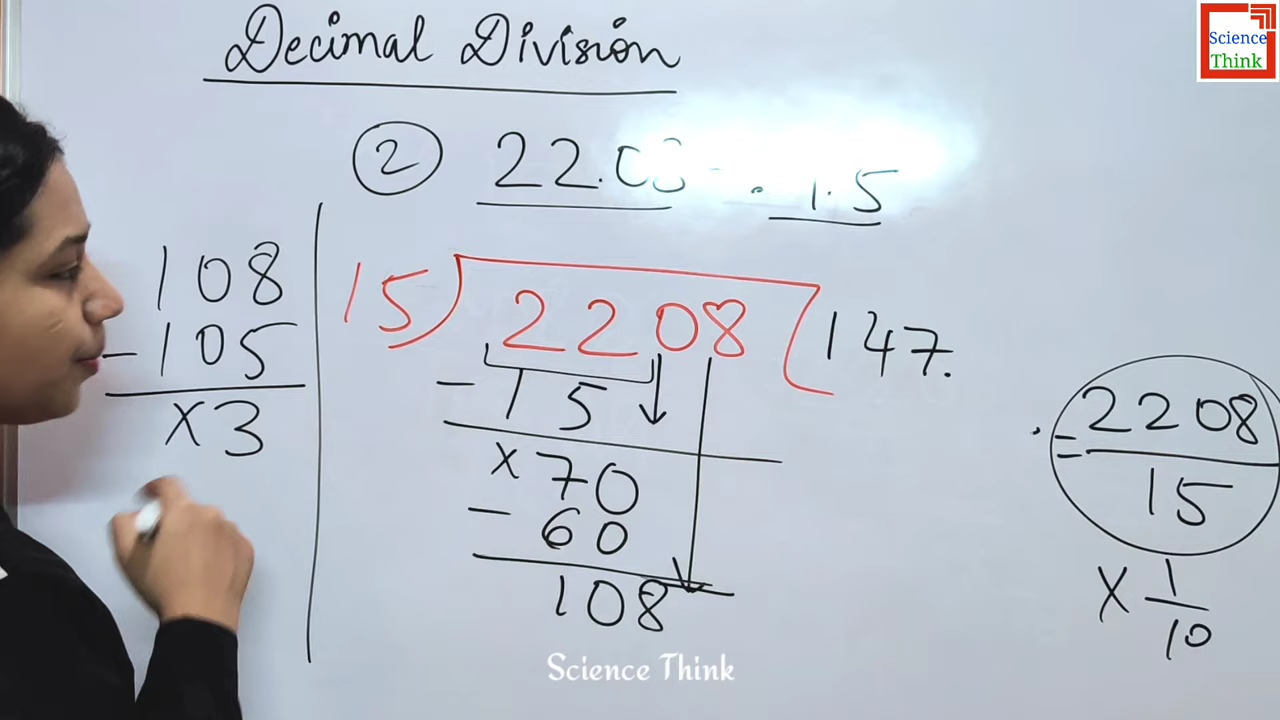 Decimal Division
Science
Think
2 22.08 ÷ 1.5
108
- 105
x3
15) 2208 ( 147.
- 15
x70
- 60
108
= 2208
15
x 1
10
Science Think